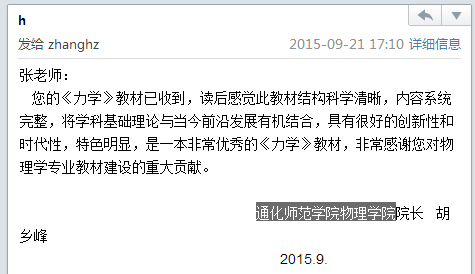 h
发给 zhanghz 2015-09-21 17:10 详细信息
张老师：
您的《力学》教材已收到，读后感觉此教材结构科学清晰，内容系统
完整，将学科基础理论与当今前沿发展有机结合，具有很好的创新性和
时代性，特色明显，是一本非常优秀的《力学》教材，非常感谢您对物
理学专业教材建设的重大贡献。
通化师范学院物理学院院长 胡
乡峰
2015.9.